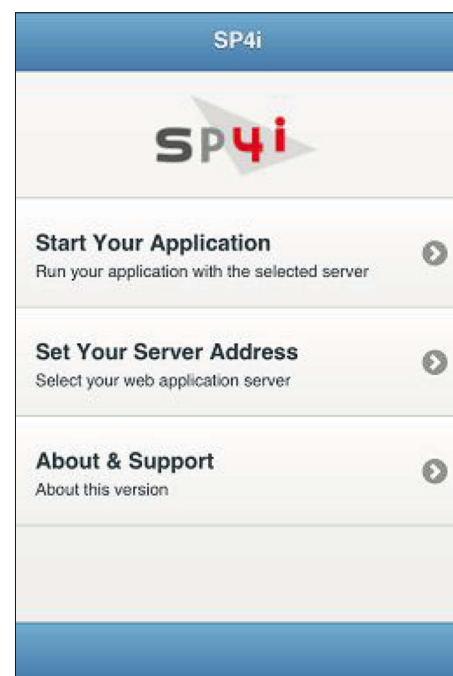 SP4i
SP4i
Start Your Application
Run your application with the selected server
Set Your Server Address
Select your web application server
About & Support
About this version